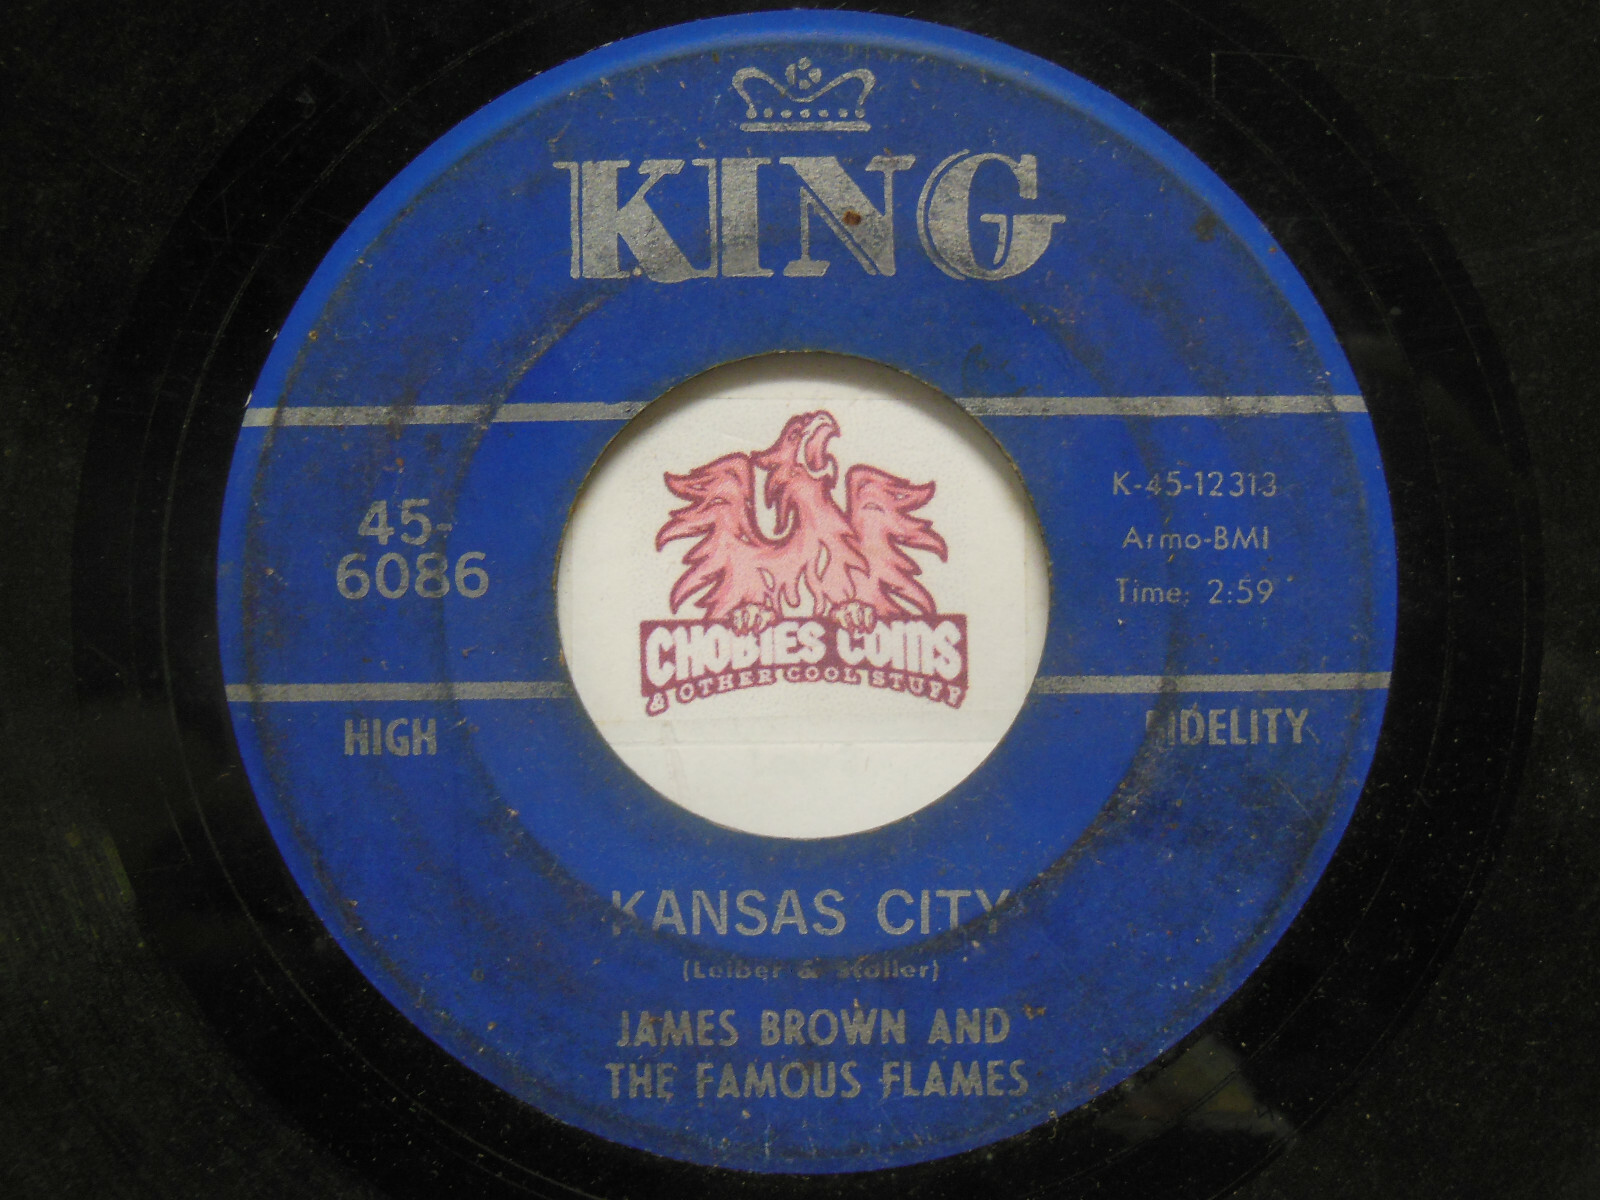 KING
45-
6086
K-45-12313
Armo-BMI
Time: 2:59
HIGH FIDELITY
CHOBIES COINS
& OTHER COOL STUFF
KANSAS CITY
(Leiber & Stoller)
JAMES BROWN AND
THE FAMOUS FLAMES